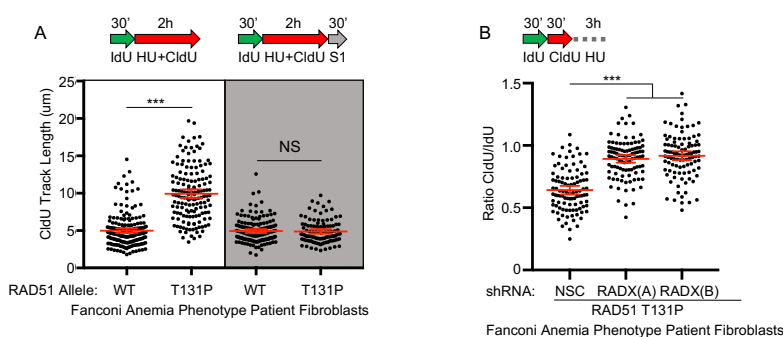 A
30’ 2h 30’ 2h 30’
IdU HU+CldU IdU HU+CldU S1
CldU Track Length (um)
25
20
15
10
5
0
***
NS
RAD51 Allele: WT T131P WT T131P
Fanconi Anemia Phenotype Patient Fibroblasts
B
30’ 30’ 3h
IdU CldU HU
Ratio CldU/IdU
1.5
1.0
0.5
0
***
shRNA: NSC RADX(A) RADX(B)
RAD51 T131P
Fanconi Anemia Phenotype Patient Fibroblasts